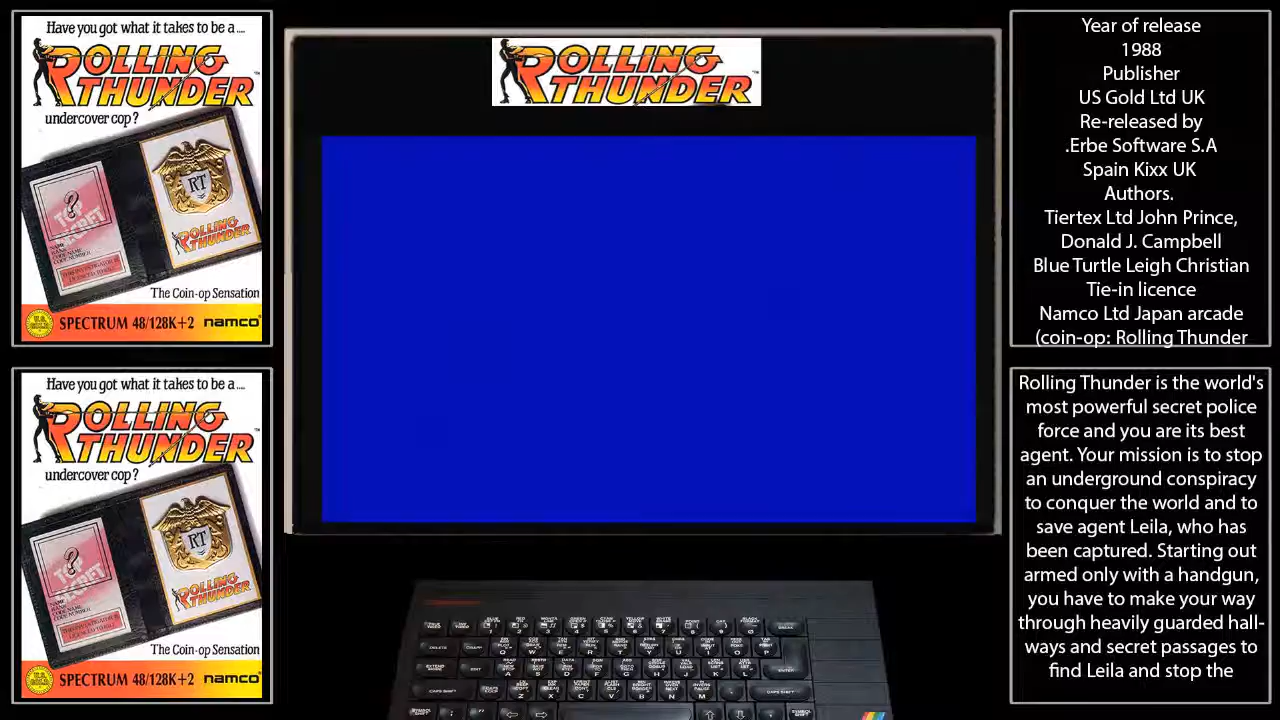 Have you got what it takes to be a ....
ROLLING
THUNDER
undercover cop?
RT
?
TOP
SECRET
ROLLING
THUNDER
The Coin-op Sensation
U.S. GOLD
SPECTRUM 48/128K+2 namco
Have you got what it takes to be a ....
ROLLING
THUNDER
undercover cop?
RT
?
TOP
SECRET
ROLLING
THUNDER
The Coin-op Sensation
U.S. GOLD
SPECTRUM 48/128K+2 namco
ROLLING
THUNDER
Year of release
1988
Publisher
US Gold Ltd UK
Re-released by
.Erbe Software S.A
Spain Kixx UK
Authors.
Tiertex Ltd John Prince,
Donald J. Campbell
Blue Turtle Leigh Christian
Tie-in licence
Namco Ltd Japan arcade
(coin-op: Rolling Thunder
Rolling Thunder is the world's
most powerful secret police
force and you are its best
agent. Your mission is to stop
an underground conspiracy
to conquer the world and to
save agent Leila, who has
been captured. Starting out
armed only with a handgun,
you have to make your way
through heavily guarded hall-
ways and secret passages to
find Leila and stop the